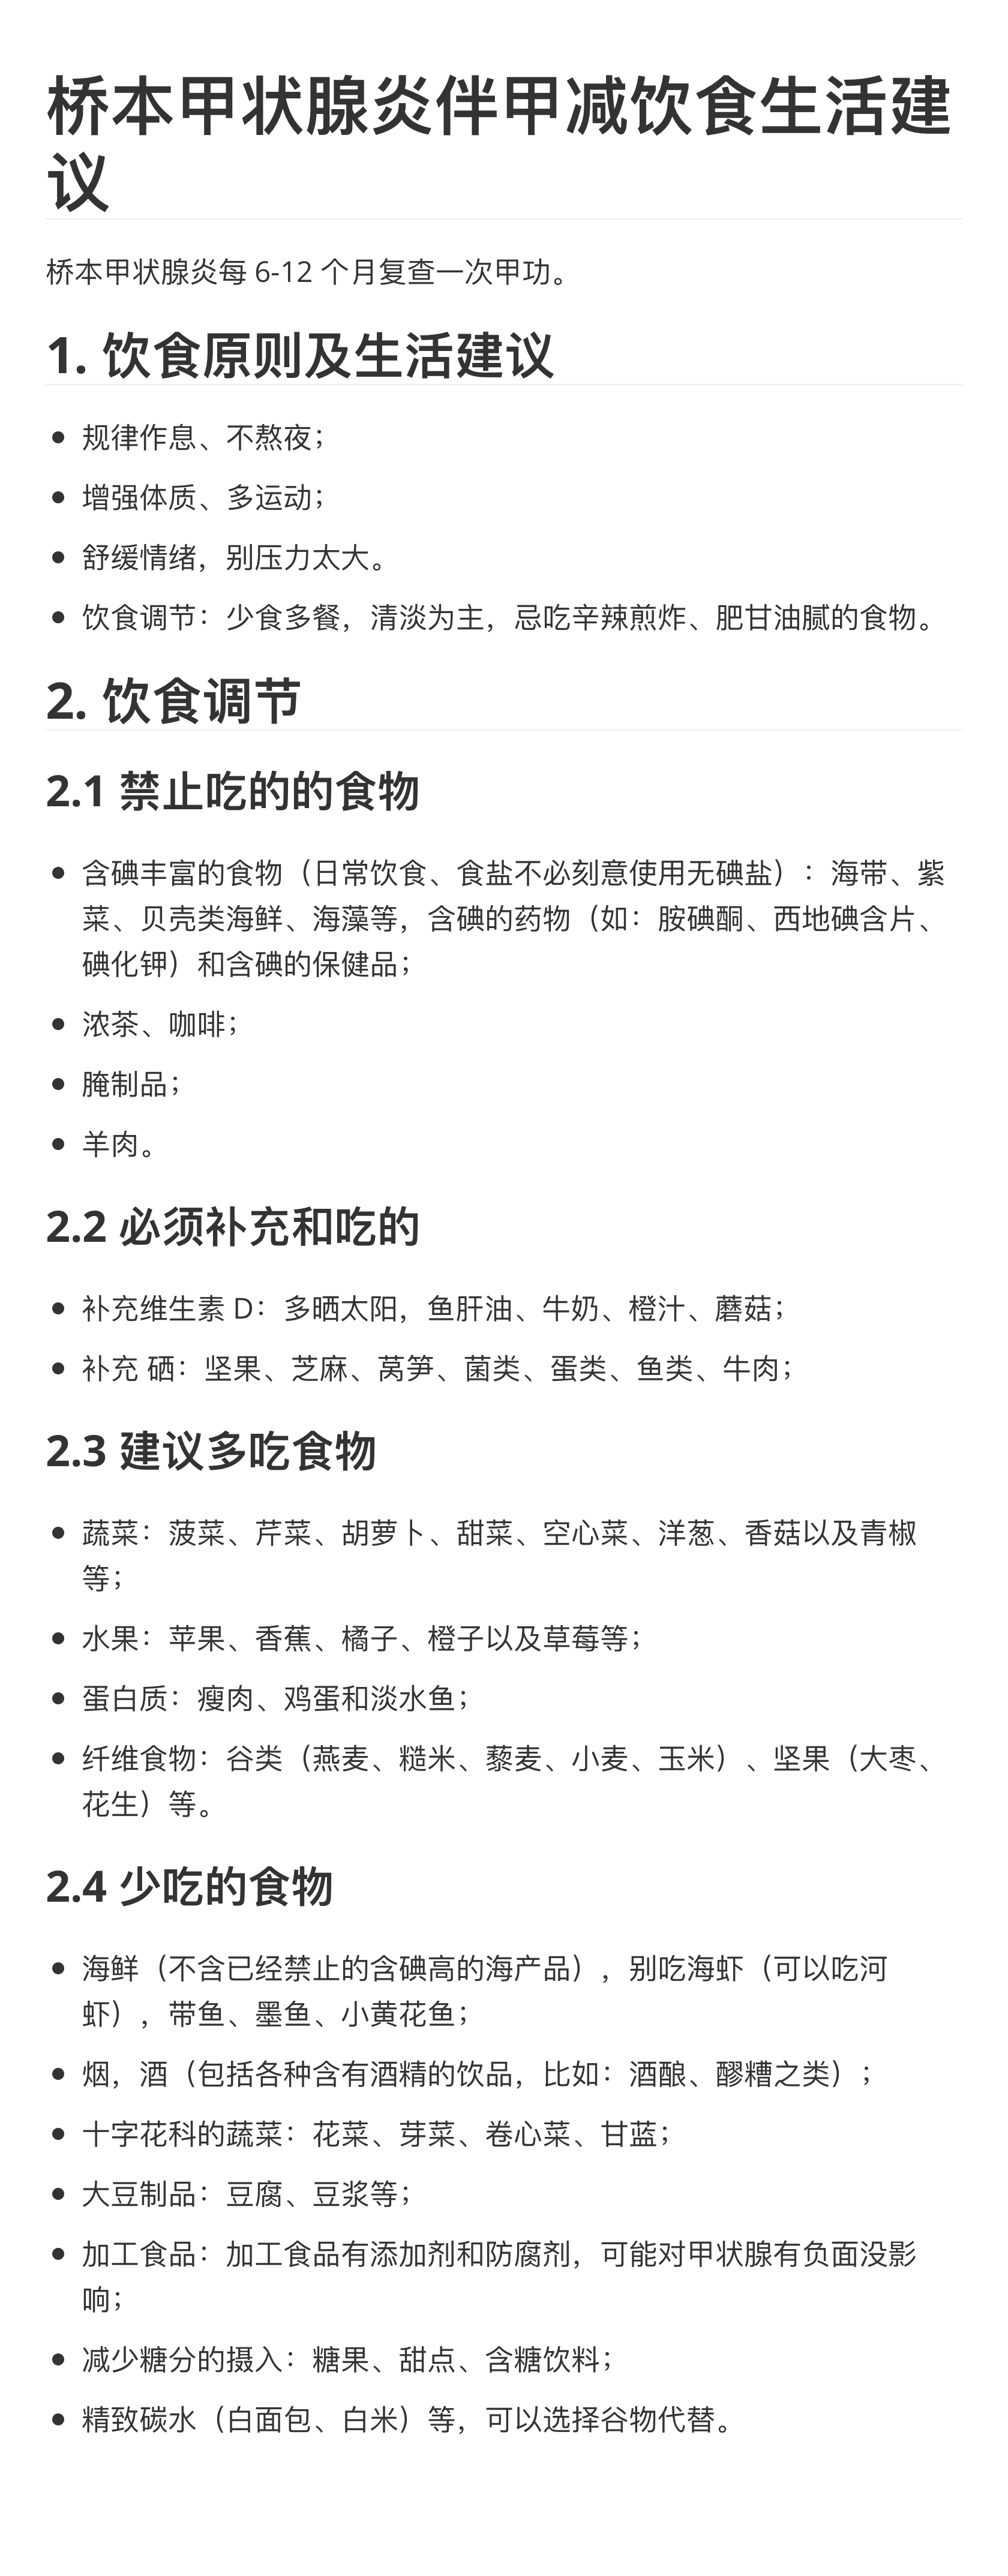 桥本甲状腺炎伴甲减饮食生活建
议
桥本甲状腺炎每 6-12 个月复查一次甲功。
1. 饮食原则及生活建议
规律作息、不熬夜；
增强体质、多运动；
舒缓情绪，别压力太大。
饮食调节：少食多餐，清淡为主，忌吃辛辣煎炸、肥甘油腻的食物。
2. 饮食调节
2.1 禁止吃的的食物
含碘丰富的食物（日常饮食、食盐不必刻意使用无碘盐）：海带、紫
菜、贝壳类海鲜、海藻等，含碘的药物（如：胺碘酮、西地碘含片、
碘化钾）和含碘的保健品；
浓茶、咖啡；
腌制品；
羊肉。
2.2 必须补充和吃的
补充维生素 D：多晒太阳，鱼肝油、牛奶、橙汁、蘑菇；
补充 硒：坚果、芝麻、莴笋、菌类、蛋类、鱼类、牛肉；
2.3 建议多吃食物
蔬菜：菠菜、芹菜、胡萝卜、甜菜、空心菜、洋葱、香菇以及青椒
等；
水果：苹果、香蕉、橘子、橙子以及草莓等；
蛋白质：瘦肉、鸡蛋和淡水鱼；
纤维食物：谷类（燕麦、糙米、藜麦、小麦、玉米）、坚果（大枣、
花生）等。
2.4 少吃的食物
海鲜（不含已经禁止的含碘高的海产品），别吃海虾（可以吃河
虾），带鱼、墨鱼、小黄花鱼；
烟，酒（包括各种含有酒精的饮品，比如：酒酿、醪糟之类）；
十字花科的蔬菜：花菜、芽菜、卷心菜、甘蓝；
大豆制品：豆腐、豆浆等；
加工食品：加工食品有添加剂和防腐剂，可能对甲状腺有负面没影
响；
减少糖分的摄入：糖果、甜点、含糖饮料；
精致碳水（白面包、白米）等，可以选择谷物代替。